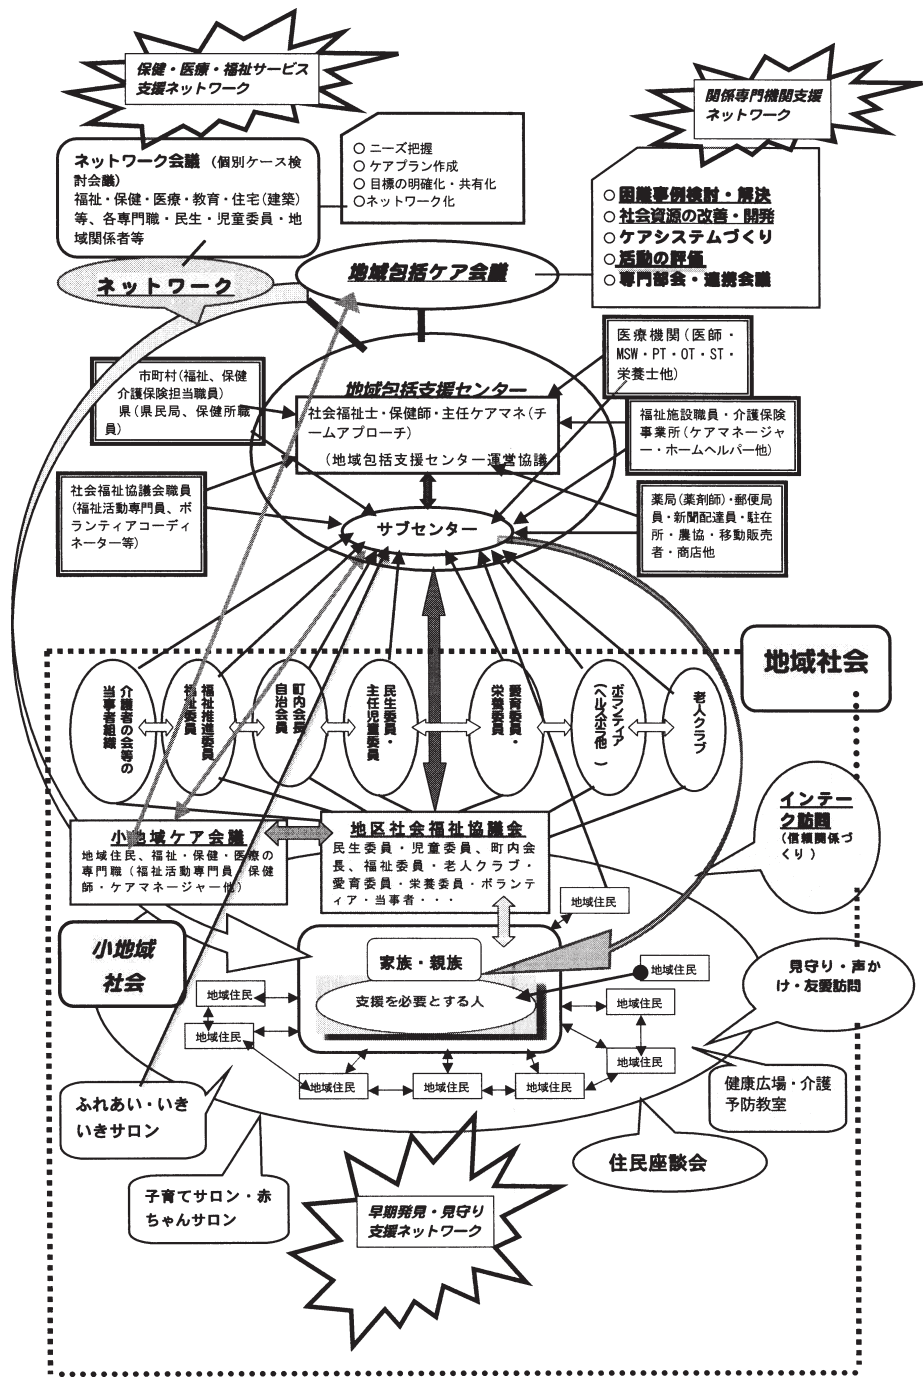 保健・医療・福祉サービス
支援ネットワーク
関係専門機関支援
ネットワーク
ネットワーク会議 (個別ケース検
討会議)
福祉・保健・医療・教育・住宅(建築)
等、各専門職・民生・児童委員・地
域関係者等
○ ニーズ把握
○ ケアプラン作成
○ 目標の明確化・共有化
○ネットワーク化
○困難事例検討・解決
○社会資源の改善・開発
○ケアシステムづくり
○活動の評価
○専門部会・連携会議
ネットワーク
地域包括ケア会議
市町村(福祉、保健
介護保険担当職員)
県(県民局、保健所職
員)
地域包括支援センター
社会福祉士・保健師・主任ケアマネ(チ
ームアプローチ)
(地域包括支援センター運営協議
医療機関(医師・
MSW・PT・OT・ST・
栄養士他)
福祉施設職員・介護保険
事業所(ケアマネージャ
ー・ホームヘルパー他)
社会福祉協議会職員
(福祉活動専門員、ボ
ランティアコーディ
ネーター等)
サブセンター
薬局(薬剤師)・郵便局
員・新聞配達員・駐在
所・農協・移動販売
者・商店他
地域社会
介護者の会等の
当事者組織
福祉推進委員
福祉委員
町内会長
自治会員
民生委員・
主任児童委員
愛育委員・
栄養委員
ボランティア
(ヘルスボラ他)
老人クラブ
インテー
ク訪問
(信頼関係づ
くり)
小地域ケア会議
地域住民、福祉・保健・医療の
専門職(福祉活動専門員・保健
師・ケアマネージャー他)
地区社会福祉協議会
民生委員・児童委員、町内会
長、福祉委員・老人クラブ・
愛育委員・栄養委員・ボランテ
ィア・当事者・・・
地域住民
小地域
社会
家族・親族
支援を必要とする人
地域住民
地域住民
地域住民
地域住民
地域住民
地域住民
地域住民
地域住民
見守り・声か
け・友愛訪問
健康広場・介護
予防教室
ふれあい・いき
いきサロン
住民座談会
子育てサロン・赤
ちゃんサロン
早期発見・見守り
支援ネットワーク